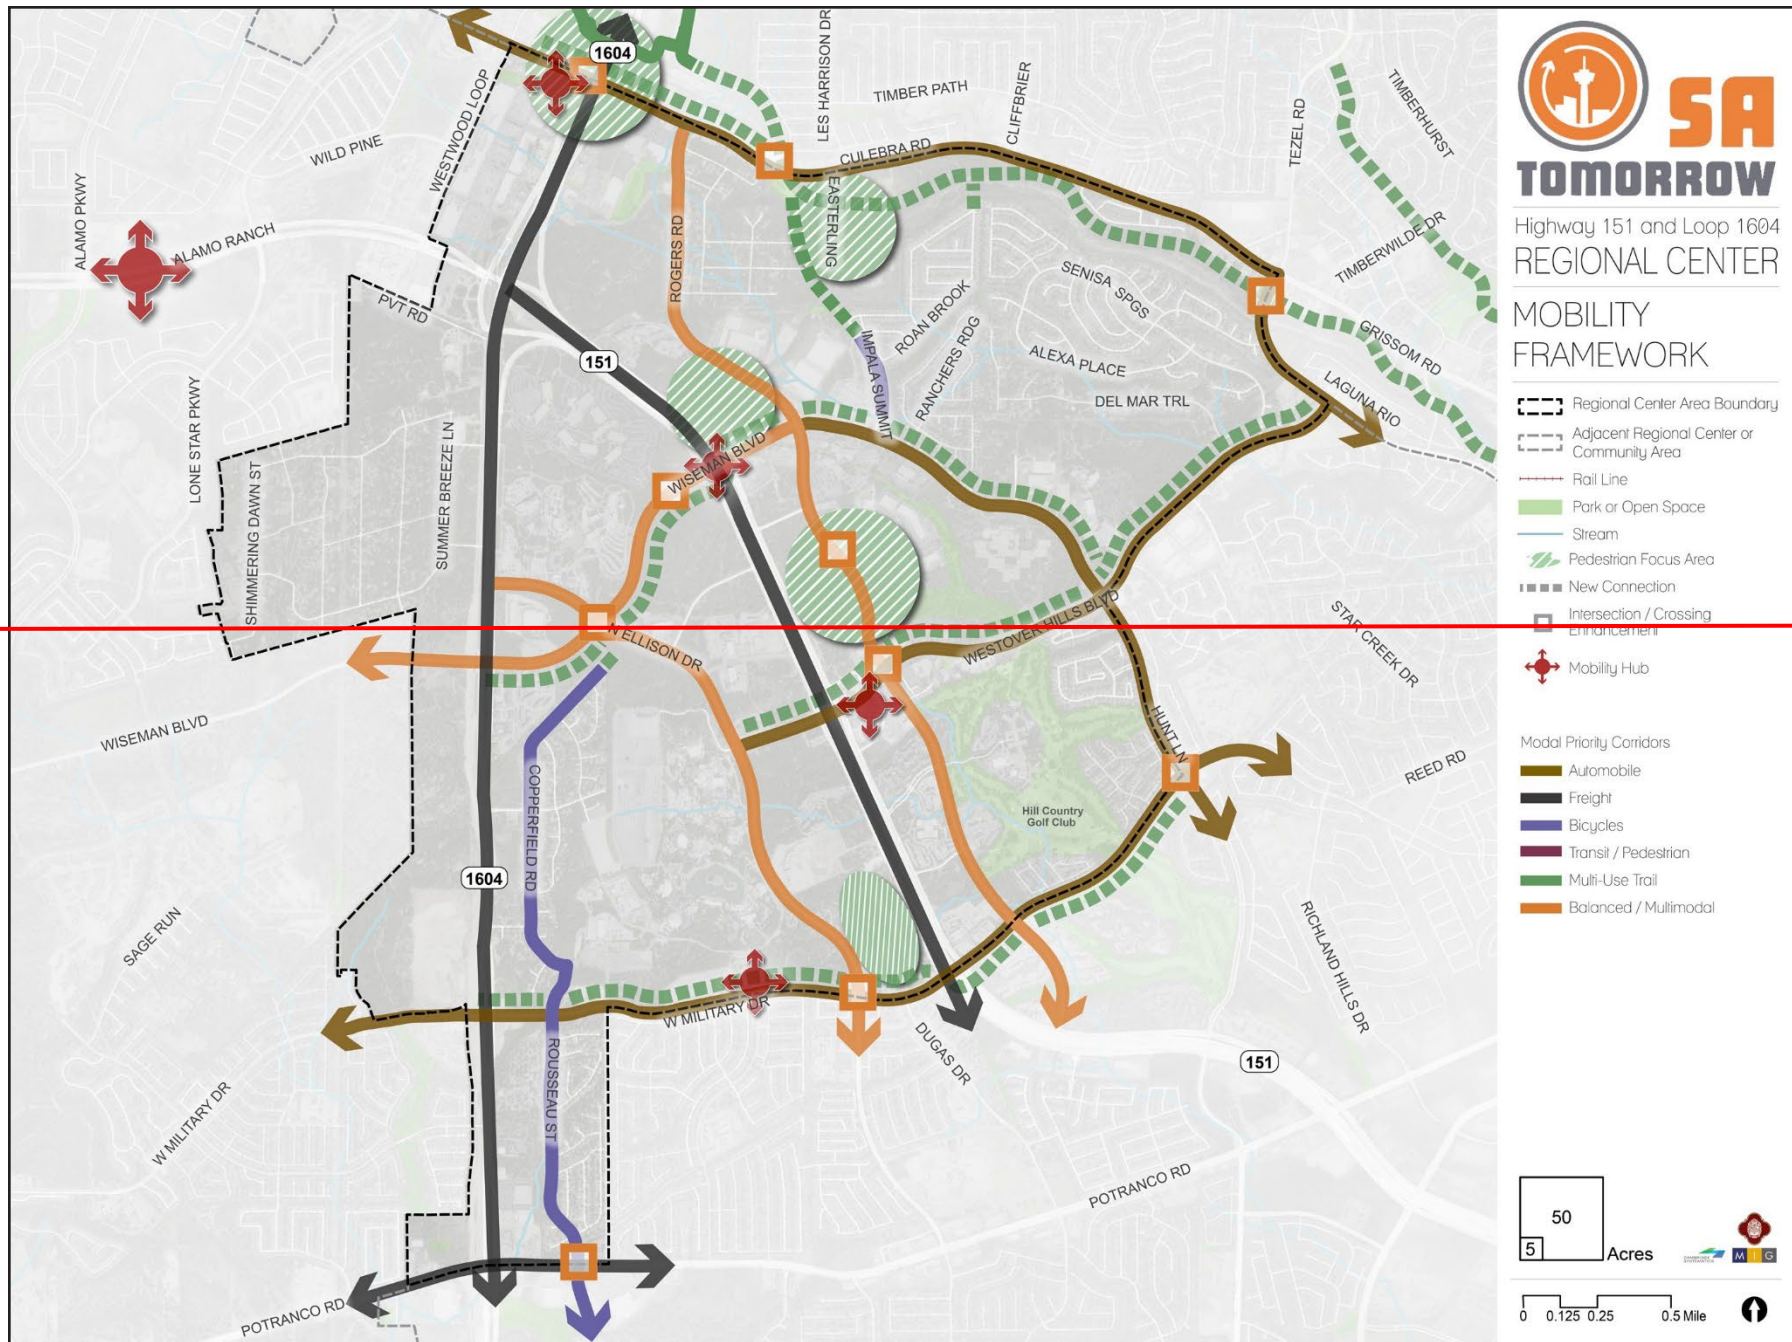 1604
LES HARRISON DR
TIMBER PATH
CLIFFBRIER
TEZEL RD
TIMBERHURST
WESTWOOD LOOP
WILD PINE
CULEBRA RD
EASTERLING
ALAMO PKWY
ALAMO RANCH
ROGERS RD
TIMBERWILDE DR
SENISA SPGS
PVT RD
ROAN BROOK
RANCHERS RDG
IMPALA SUMMIT
151
ALEXA PLACE
GRISSOM RD
LAGUNA RIO
DEL MAR TRL
LONE STAR PKWY
SHIMMERING DAWN ST
SUMMER BREEZE LN
WISEMAN BLVD
N ELLISON DR
WESTOVER HILLS BLVD
STAR CREEK DR
WISEMAN BLVD
HUNT LN
REED RD
COPPERFIELD RD
Hill Country
Golf Club
1604
SAGE RUN
RICHLAND HILLS DR
W MILITARY DR
DUGAS DR
151
ROUSSEAU ST
W MILITARY DR
POTRANCO RD
POTRANCO RD
SA
TOMORROW
Highway 151 and Loop 1604
REGIONAL CENTER
MOBILITY
FRAMEWORK
Regional Center Area Boundary
Adjacent Regional Center or
Community Area
Rail Line
Park or Open Space
Stream
Pedestrian Focus Area
New Connection
Intersection / Crossing
Enhancement
Mobility Hub
Modal Priority Corridors
Automobile
Freight
Bicycles
Transit / Pedestrian
Multi-Use Trail
Balanced / Multimodal
50
5
Acres
M I G
0 0.125 0.25 0.5 Mile